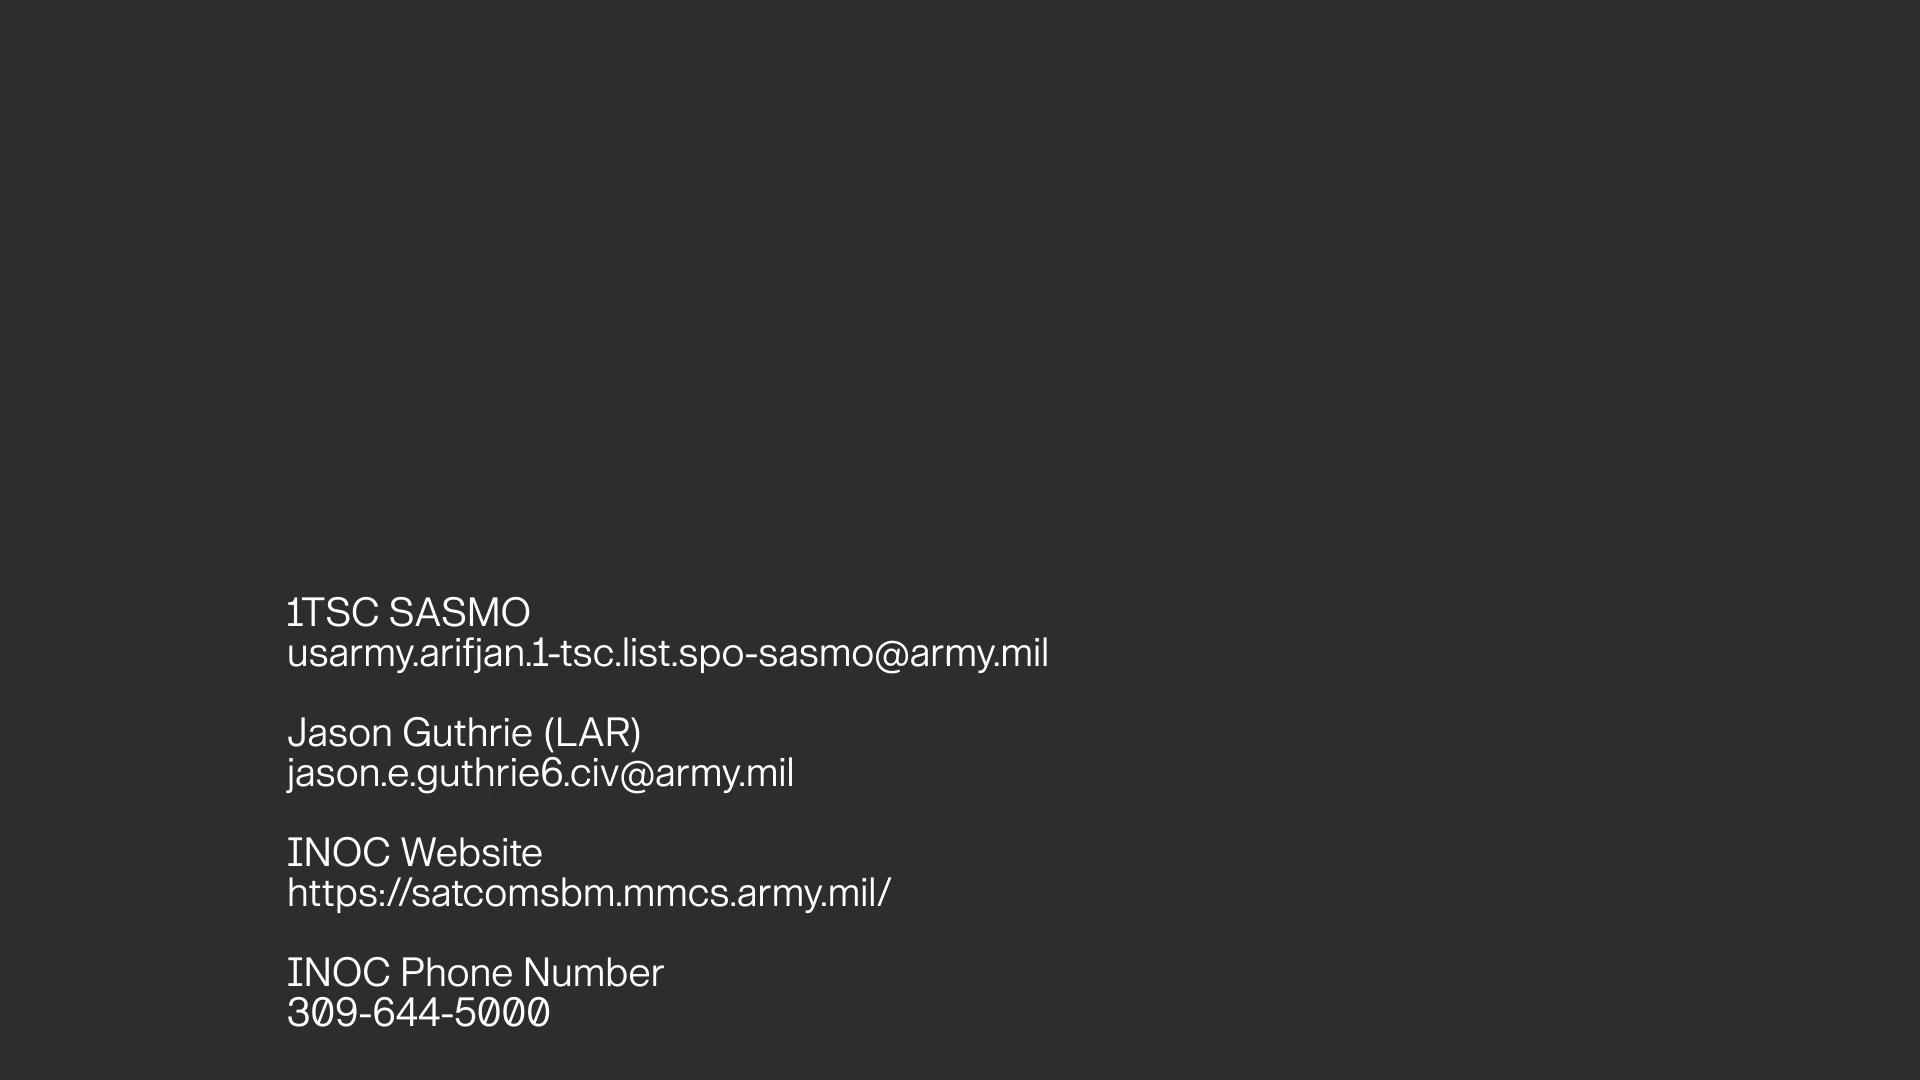 1TSC SASMO
usarmy.arifjan.1-tsc.list.spo-sasmo@army.mil
Jason Guthrie (LAR)
jason.e.guthrie6.civ@army.mil
INOC Website
https://satcomsbm.mmcs.army.mil/
INOC Phone Number
309-644-5000